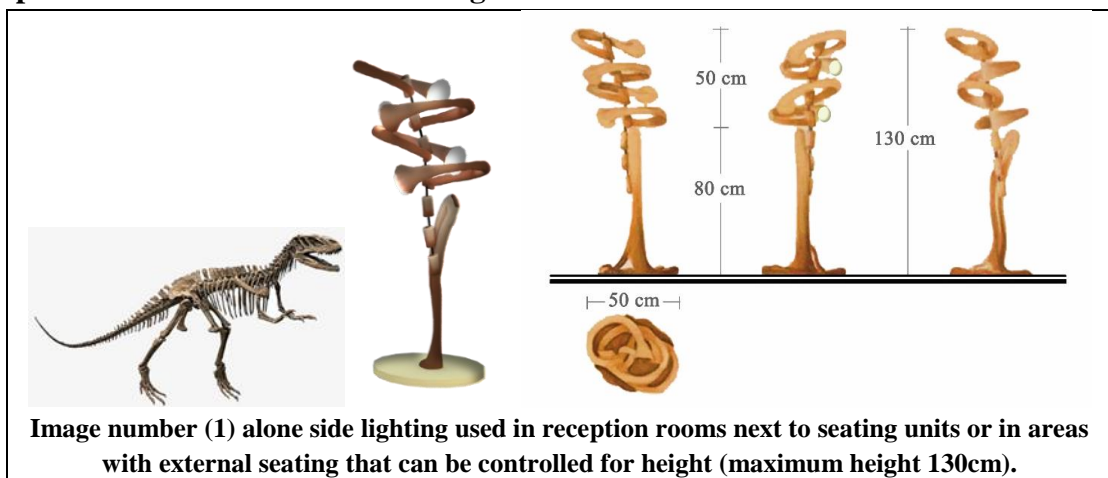 50 cm
80 cm
130 cm
50 cm
Image number (1) alone side lighting used in reception rooms next to seating units or in areas
with external seating that can be controlled for height (maximum height 130cm).